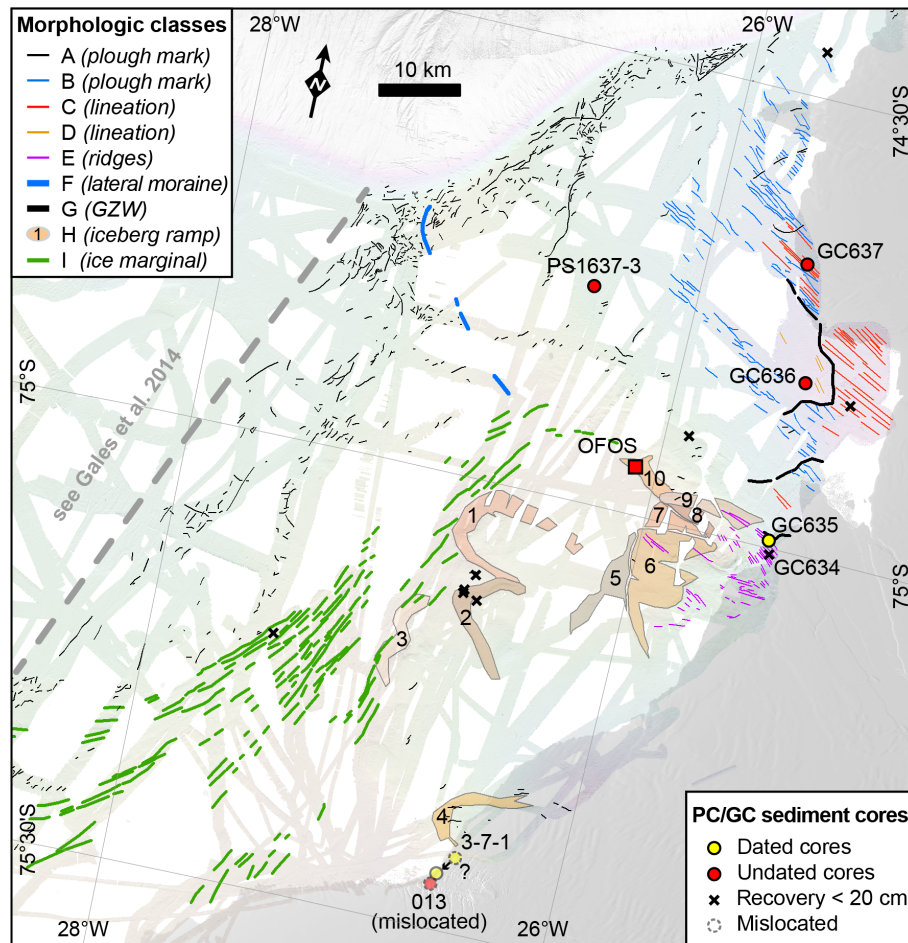 Morphologic classes
A (plough mark)
B (plough mark)
C (lineation)
D (lineation)
E (ridges)
F (lateral moraine)
G (GZW)
1 H (iceberg ramp)
I (ice marginal)
28°W
26°W
N
10 km
74°30'S
GC637
PS1637-3
75°S
GC636
see Gales et al. 2014
OFOS
10
9
1
7
8
GC635
GC634
6
5
75°S
2
3
4
3-7-1
?
013
(mislocated)
75°30'S
28°W
26°W
PC/GC sediment cores
Dated cores
Undated cores
Recovery < 20 cm
Mislocated